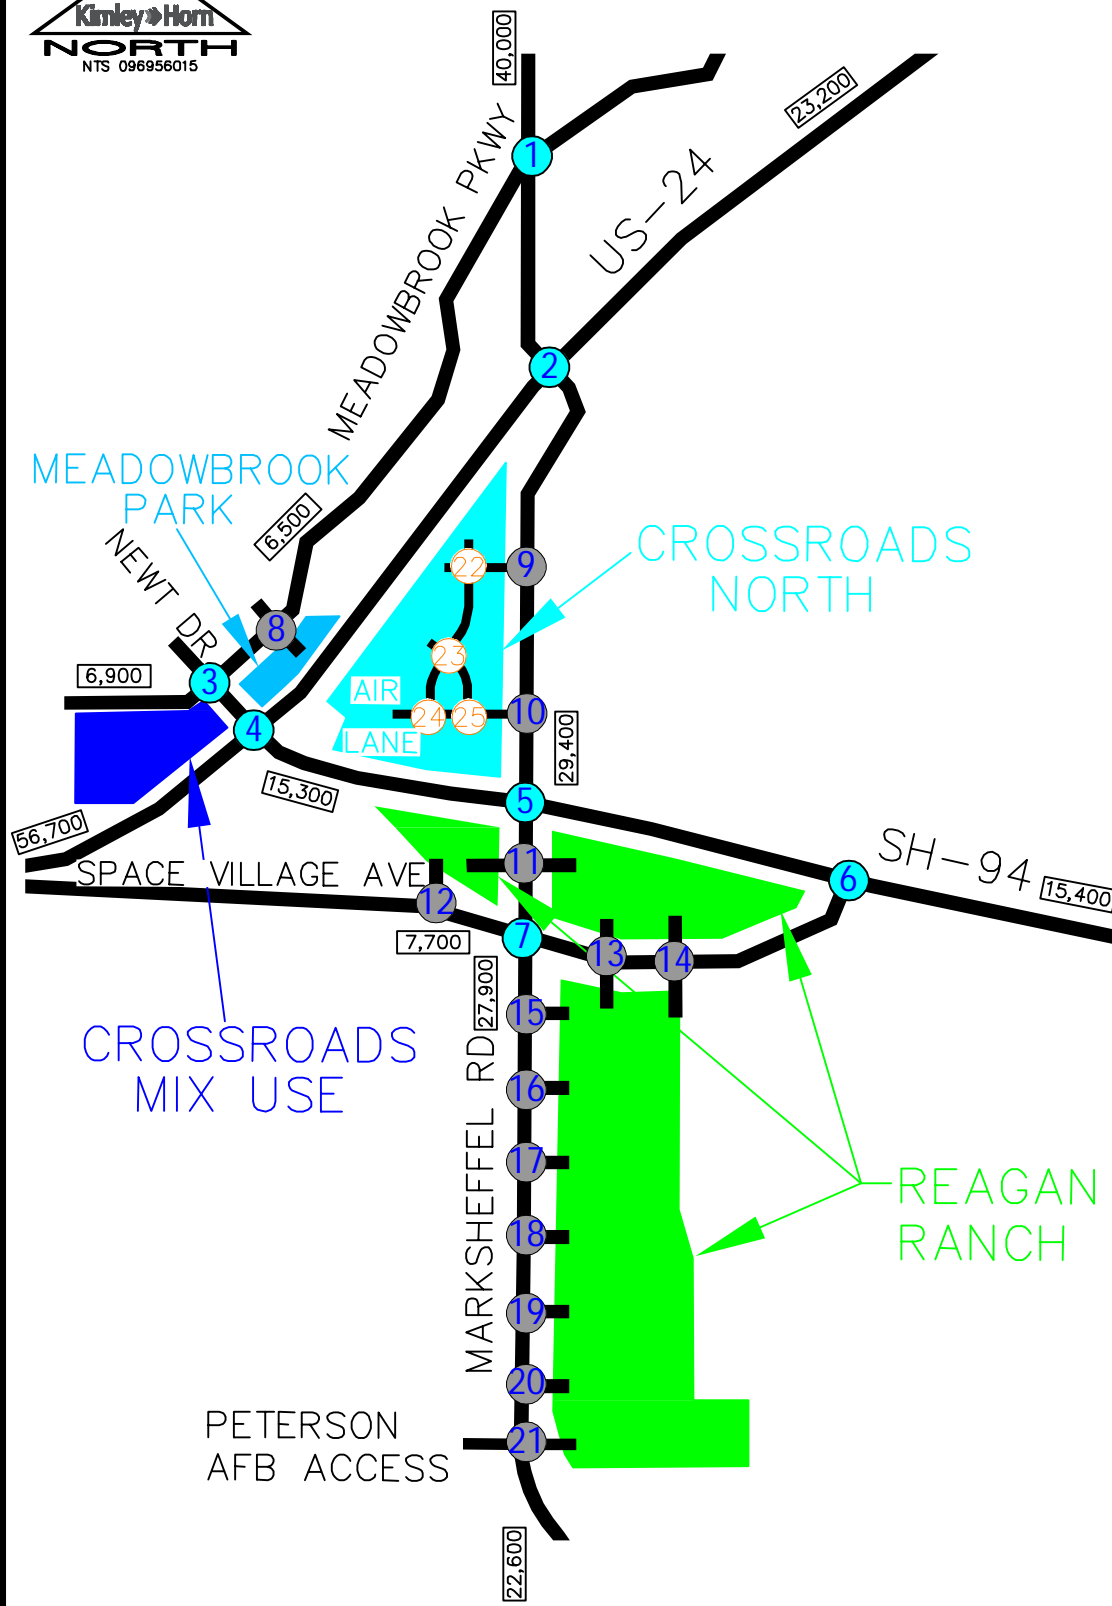 Kimley»Horn
NORTH
NTS 096956015
40,000
23,200
MEADOWBROOK PKWY
1
US-24
2
MEADOWBROOK
PARK
6,500
NEWT DR
CROSSROADS
NORTH
22
9
8
23
6,900
3
AIR
LANE
24
25
10
4
29,400
15,300
5
56,700
SPACE VILLAGE AVE
11
SH-94
6
15,400
12
7,700
7
13
14
27,900
15
CROSSROADS
MIX USE
MARKSHEFFEL RD
16
17
18
REAGAN
RANCH
19
20
PETERSON
AFB ACCESS
21
22,600